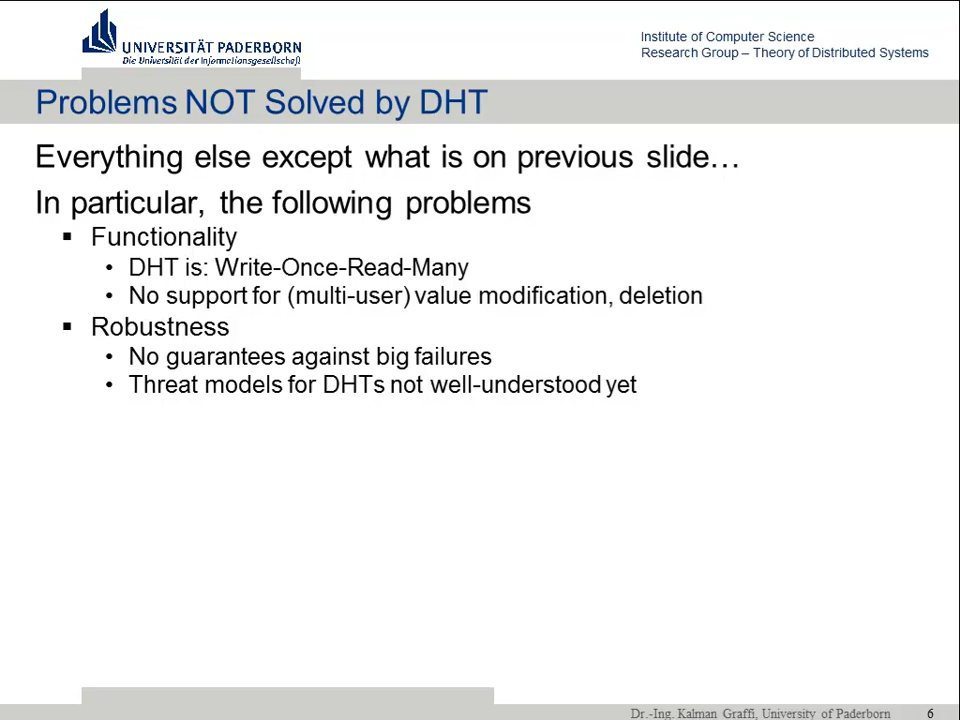 UNIVERSITÄT PADERBORN
Die Universität der Informationsgesellschaft
Institute of Computer Science
Research Group – Theory of Distributed Systems
Problems NOT Solved by DHT
Everything else except what is on previous slide…
In particular, the following problems
▪ Functionality
• DHT is: Write-Once-Read-Many
• No support for (multi-user) value modification, deletion
▪ Robustness
• No guarantees against big failures
• Threat models for DHTs not well-understood yet
Dr.-Ing. Kalman Graffi, University of Paderborn 6